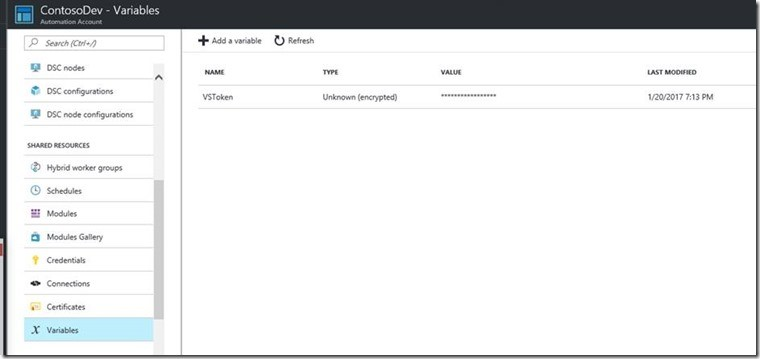 ContosoDev - Variables
Automation Account
Search (Ctrl+/)
DSC nodes
DSC configurations
DSC node configurations
SHARED RESOURCES
Hybrid worker groups
Schedules
Modules
Modules Gallery
Credentials
Connections
Certificates
Variables
Add a variable Refresh
NAME TYPE VALUE LAST MODIFIED
VSToken Unknown (encrypted) **************** 1/20/2017 7:13 PM